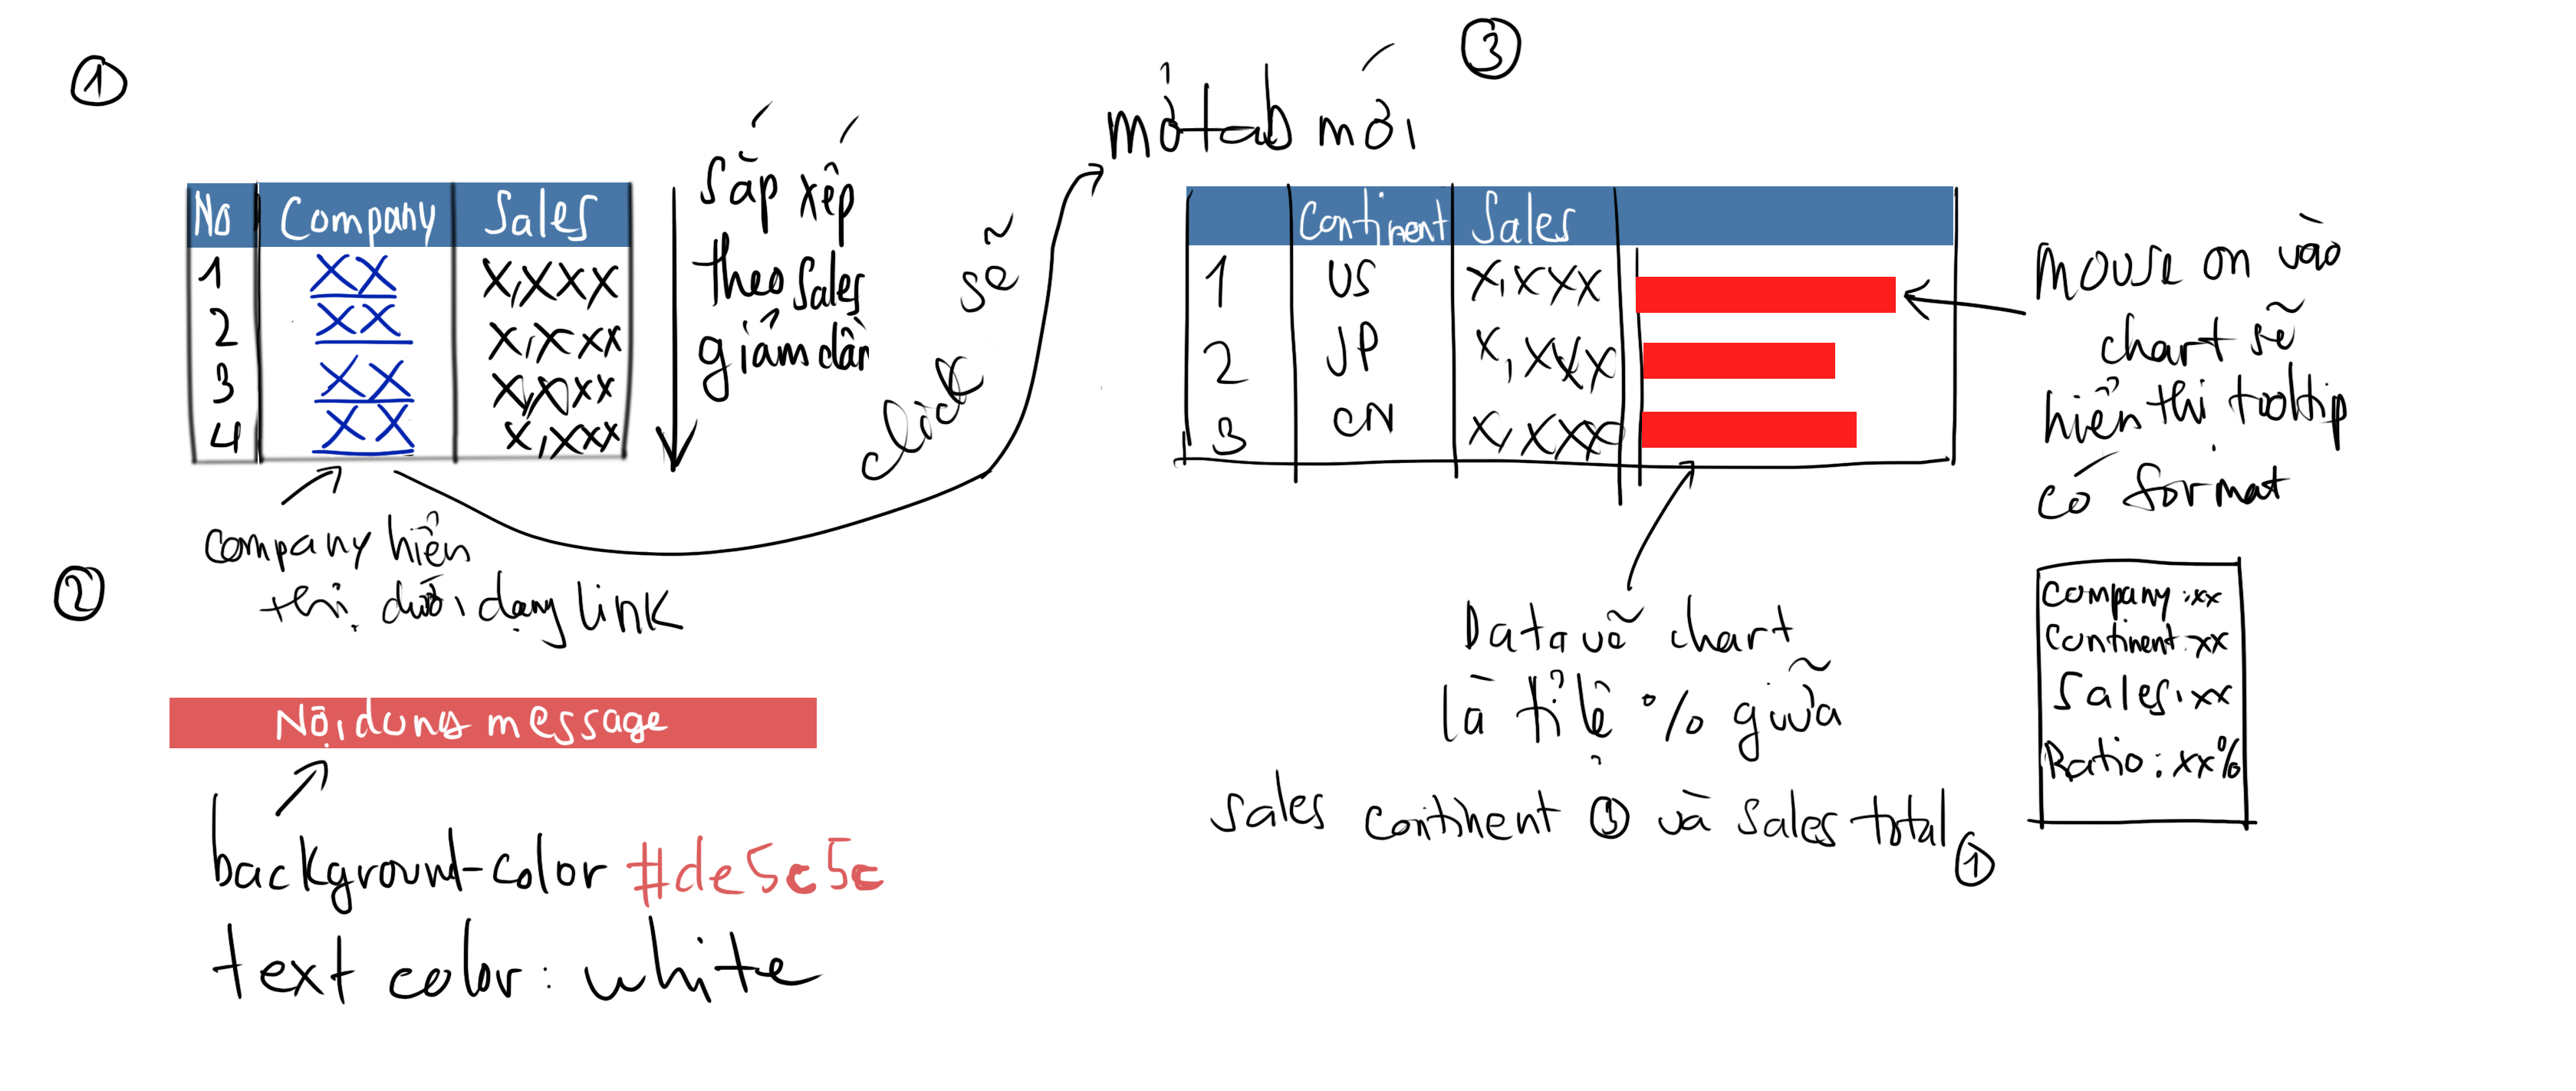 ①
No Company Sales
1 XX X,XXX
2 XX X,XXX
3 XX X,XXX
4 XX X,XXX
sắp xếp
theo Sales
giảm dần
company hiển
thị dưới dạng link
click sẽ
mở tab mới
②
Nội dung message
background-color #de5c5c
text color: white
③
Continent Sales
1 US X,XXX
2 JP X,XXX
3 CN X,XXX
mouse on vào
chart sẽ
hiển thị tooltip
có format
Company: xx
Continent: xx
Sales: xx
Ratio: xx%
Data vẽ chart
là tỉ lệ % giữa
sales continent ③ và sales total ①